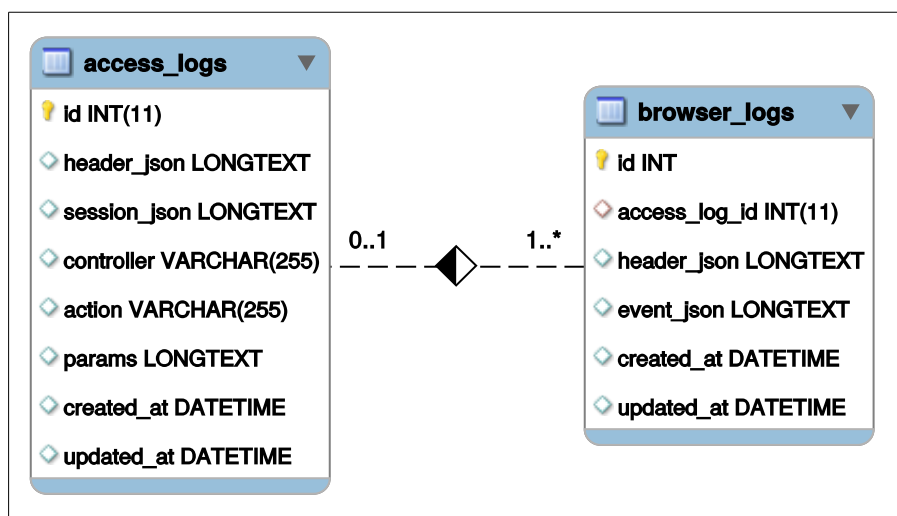 access_logs
id INT(11)
header_json LONGTEXT
session_json LONGTEXT
controller VARCHAR(255)
action VARCHAR(255)
params LONGTEXT
created_at DATETIME
updated_at DATETIME
0..1
1..*
browser_logs
id INT
access_log_id INT(11)
header_json LONGTEXT
event_json LONGTEXT
created_at DATETIME
updated_at DATETIME